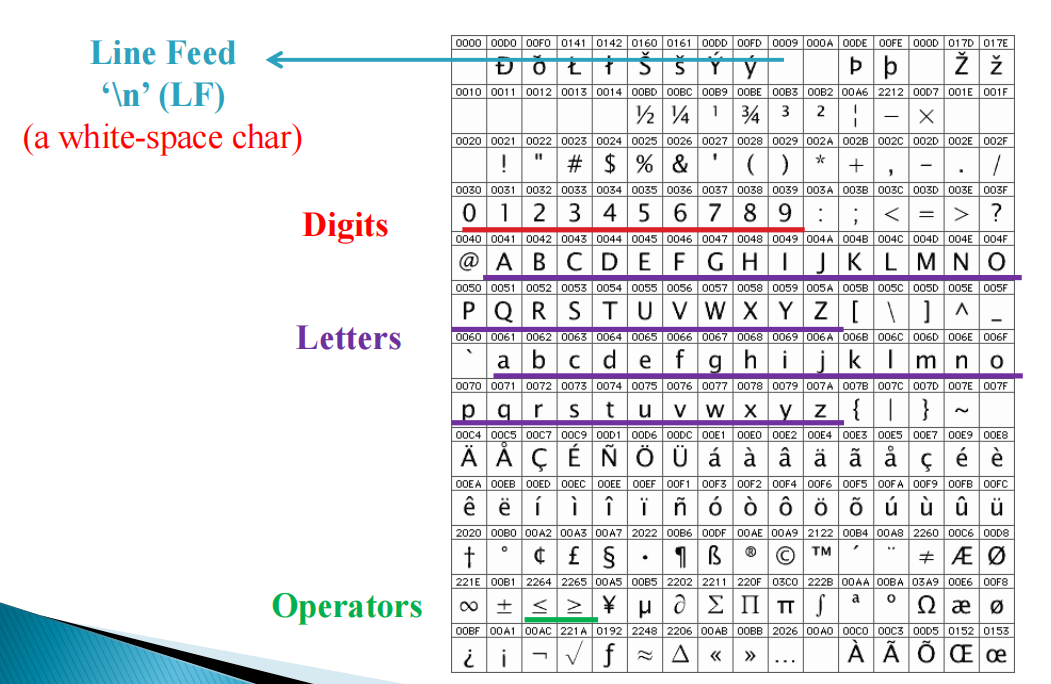 Line Feed
‘\n’ (LF)
(a white-space char)
Digits
Letters
Operators
0000 00D0 00F0 0141 0142 0160 0161 00DD 00FD 0009 000A 00DE 00FE 000D 017D 017E
Ð ð Ł ł Š š Ý ý Þ þ Ž ž
0010 0011 0012 0013 0014 00BD 00BC 00B9 00BE 00B3 00B2 00A6 2212 00D7 001E 001F
½ ¼ ¹ ¾ ³ ² ¦ − ×
0020 0021 0022 0023 0024 0025 0026 0027 0028 0029 002A 002B 002C 002D 002E 002F
! " # $ % & ' ( ) * + , - . /
0030 0031 0032 0033 0034 0035 0036 0037 0038 0039 003A 003B 003C 003D 003E 003F
0 1 2 3 4 5 6 7 8 9 : ; < = > ?
0040 0041 0042 0043 0044 0045 0046 0047 0048 0049 004A 004B 004C 004D 004E 004F
@ A B C D E F G H I J K L M N O
0050 0051 0052 0053 0054 0055 0056 0057 0058 0059 005A 005B 005C 005D 005E 005F
P Q R S T U V W X Y Z [ \ ] ^ _
0060 0061 0062 0063 0064 0065 0066 0067 0068 0069 006A 006B 006C 006D 006E 006F
` a b c d e f g h i j k l m n o
0070 0071 0072 0073 0074 0075 0076 0077 0078 0079 007A 007B 007C 007D 007E 007F
p q r s t u v w x y z { | } ~
00C4 00C5 00C7 00C9 00D1 00D6 00DC 00E1 00E0 00E2 00E4 00E3 00E5 00E7 00E9 00E8
Ä Å Ç É Ñ Ö Ü á à â ä ã å ç é è
00EA 00EB 00ED 00EC 00EE 00EF 00F1 00F3 00F2 00F4 00F6 00F5 00FA 00F9 00FB 00FC
ê ë í ì î ï ñ ó ò ô ö õ ú ù û ü
2020 00B0 00A2 00A3 00A7 2022 00B6 00DF 00AE 00A9 2122 00B4 00A8 2260 00C6 00D8
† ° ¢ £ § • ¶ ß ® © ™ ´ ¨ ≠ Æ Ø
221E 00B1 2264 2265 00A5 00B5 2202 2211 220F 03C0 222B 00AA 00BA 03A9 00E6 00F8
∞ ± ≤ ≥ ¥ µ ∂ ∑ ∏ π ∫ ª º Ω æ ø
00BF 00A1 00AC 221A 0192 2248 2206 00AB 00BB 2026 00A0 00C0 00C3 00D5 0152 0153
¿ ¡ ¬ √ ƒ ≈ ∆ « » … À Ã Õ Œ œ